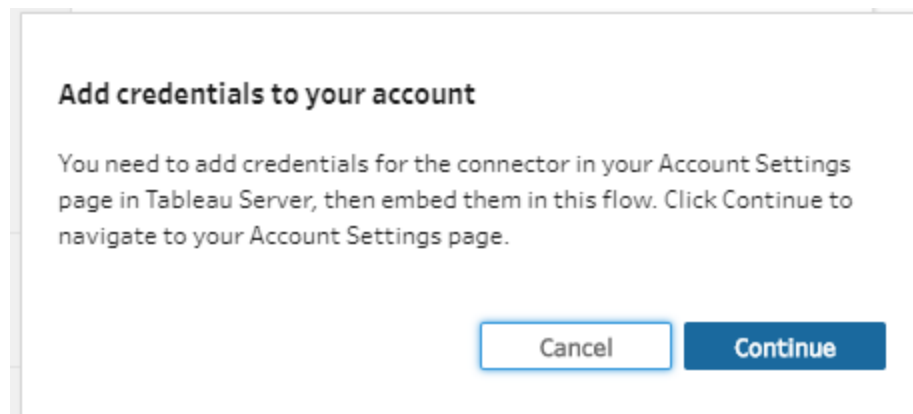 Add credentials to your account
You need to add credentials for the connector in your Account Settings
page in Tableau Server, then embed them in this flow. Click Continue to
navigate to your Account Settings page.
Cancel
Continue